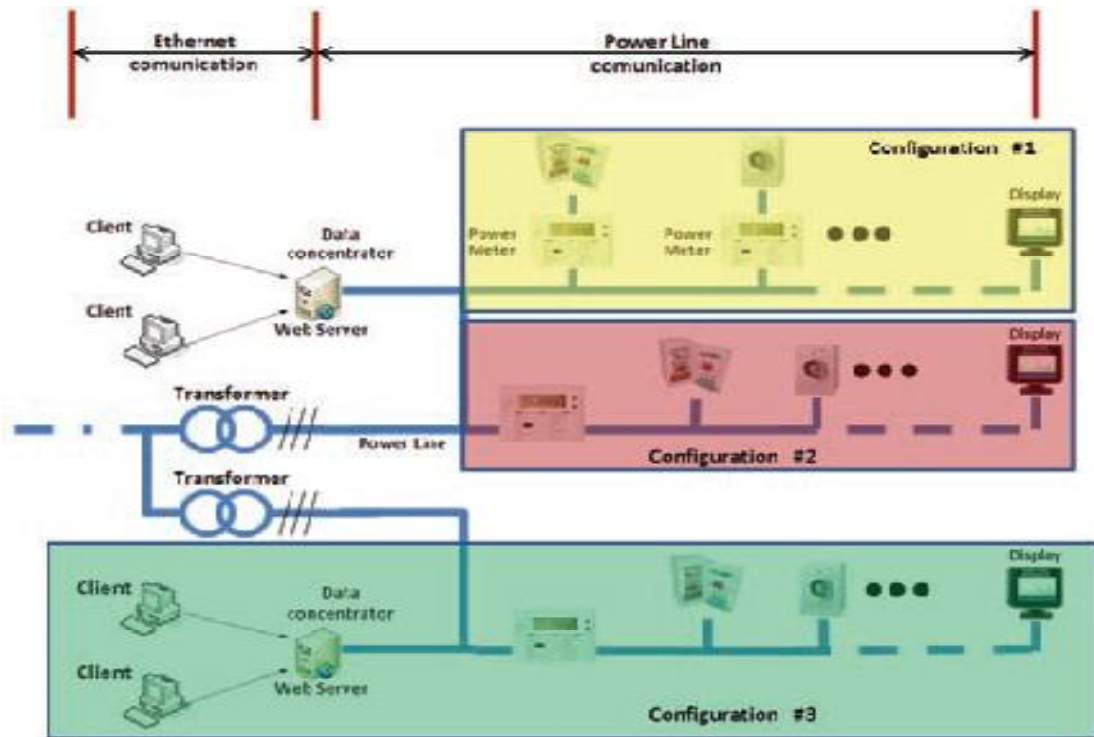 Ethernet
comunication
Power Line
comunication
Configuration #1
Display
Client
Data
concentrator
Power
Meter
Power
Meter
Client
Web Server
Display
Transformer
Power Line
Configuration #2
Transformer
Display
Client
Data
concentrator
Client
Web Server
Configuration #3